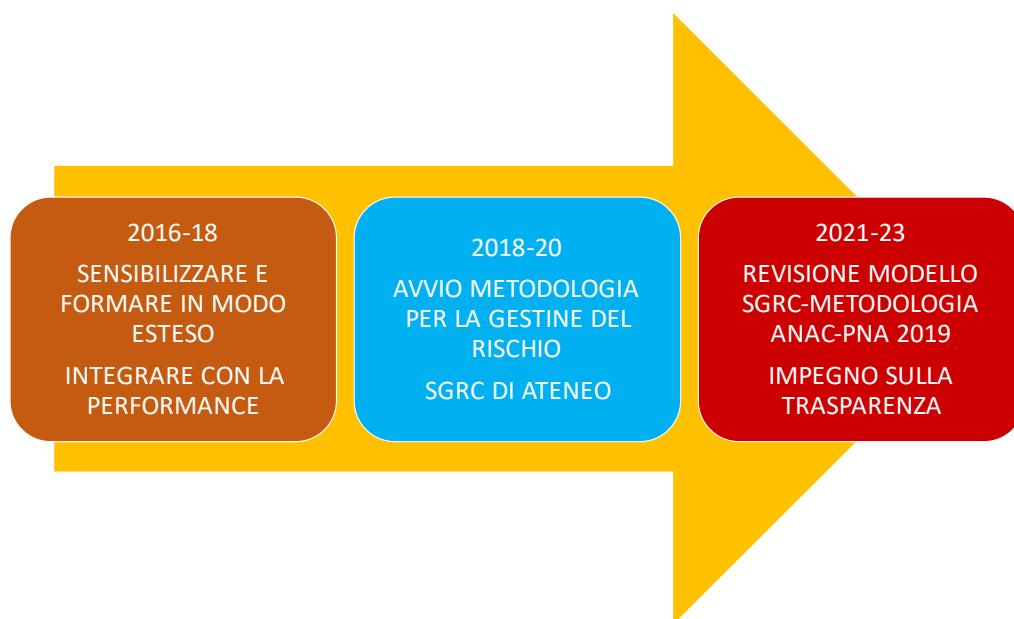 2016-18
SENSIBILIZZARE E
FORMARE IN MODO
ESTESO
INTEGRARE CON LA
PERFORMANCE
2018-20
AVVIO METODOLOGIA
PER LA GESTINE DEL
RISCHIO
SGRC DI ATENEO
2021-23
REVISIONE MODELLO
SGRC-METODOLOGIA
ANAC-PNA 2019
IMPEGNO SULLA
TRASPARENZA